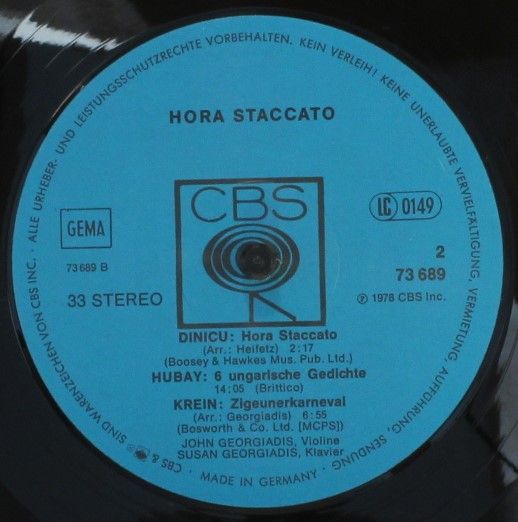 ALLE URHEBER- UND LEISTUNGSSCHUTZRECHTE VORBEHALTEN. KEIN VERLEIH! KEINE UNERLAUBTE VERVIELFÄLTIGUNG, VERMIETUNG, AUFFÜHRUNG, SENDUNG
HORA STACCATO
CBS
GEMA
LC 0149
73 689 B
33 STEREO
2
73 689
Ⓟ 1978 CBS Inc.
DINICU: Hora Staccato
(Arr.: Heifetz) 2:17
(Boosey & Hawkes Mus. Pub. Ltd.)
HUBAY: 6 ungarische Gedichte
14:05 (Brittico)
KREIN: Zigeunerkarneval
(Arr.: Georgiadis) 6:55
(Bosworth & Co. Ltd. [MCPS])
JOHN GEORGIADIS, Violine
SUSAN GEORGIADIS, Klavier
· MADE IN GERMANY ·
CBS & SIND WARENZEICHEN VON CBS INC. ·